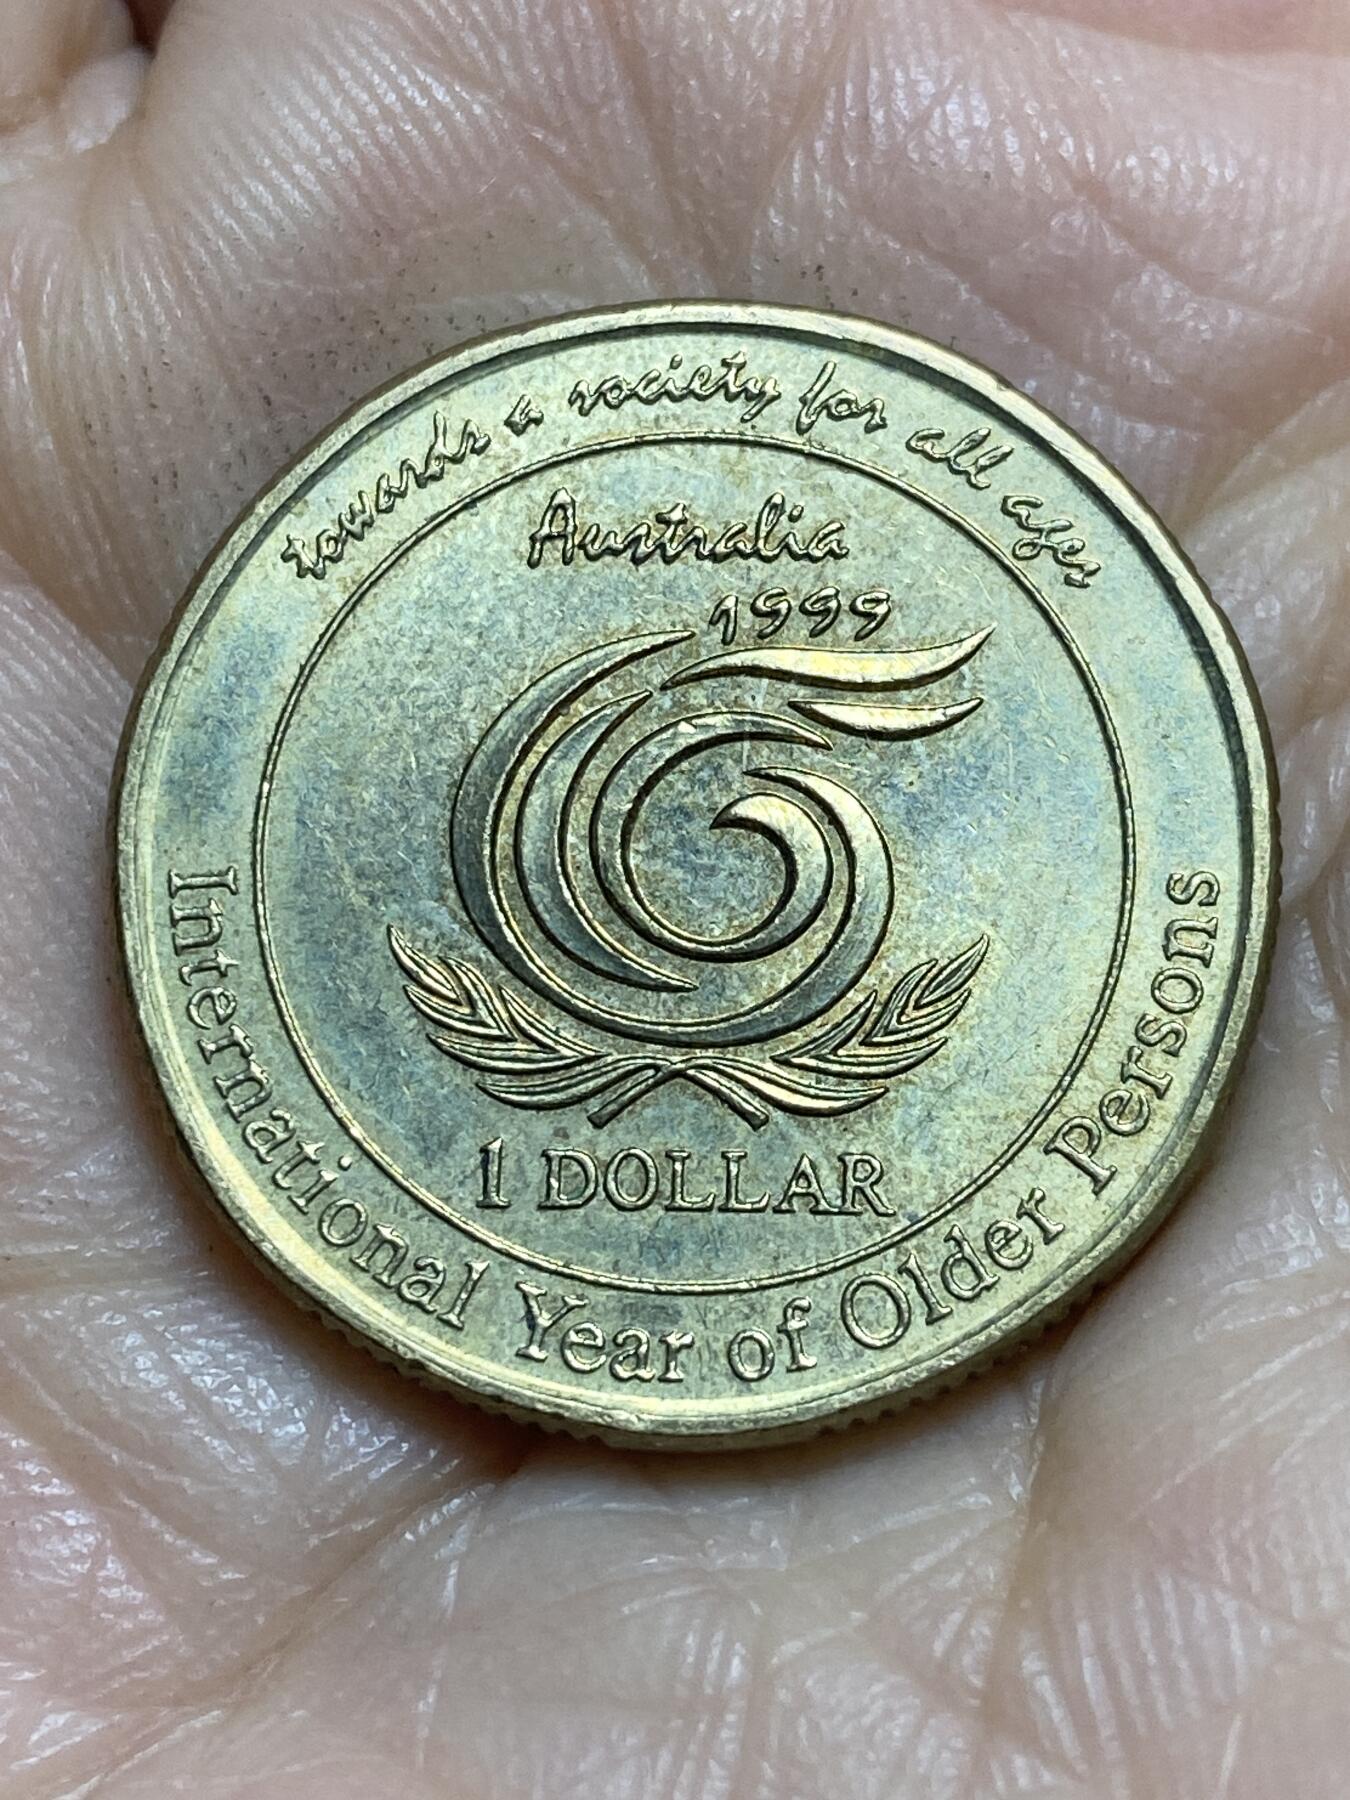 towards a society for all ages
Australia
1999
1 DOLLAR
International Year of Older Persons